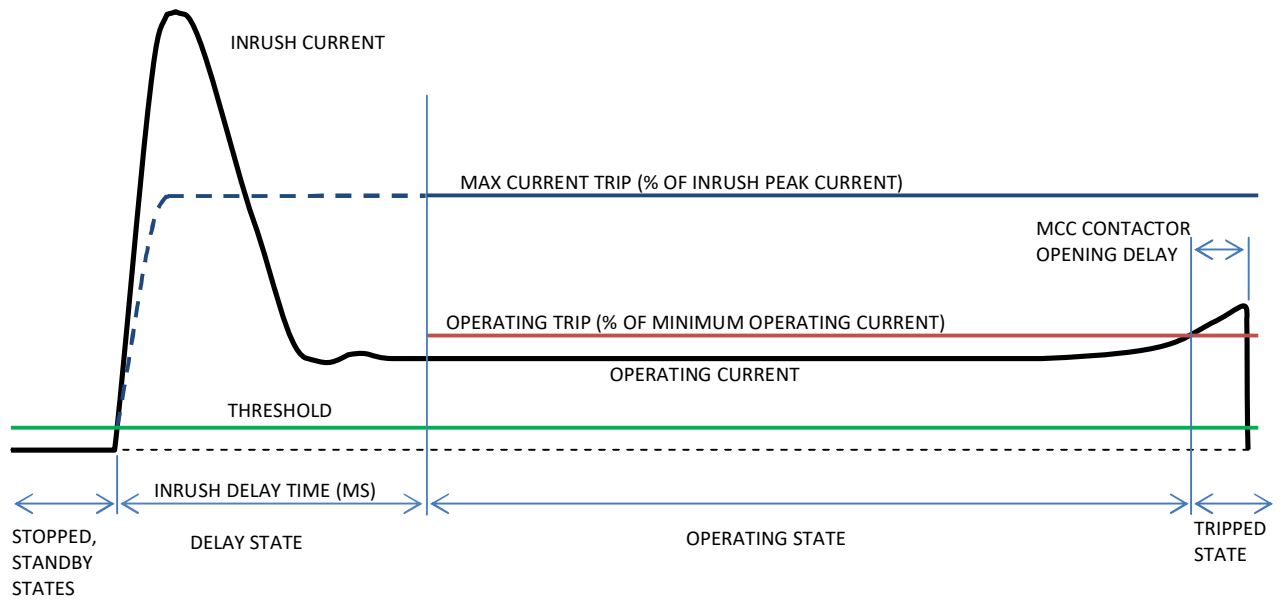 INRUSH CURRENT
MAX CURRENT TRIP (% OF INRUSH PEAK CURRENT)
MCC CONTACTOR
OPENING DELAY
OPERATING TRIP (% OF MINIMUM OPERATING CURRENT)
OPERATING CURRENT
THRESHOLD
INRUSH DELAY TIME (MS)
STOPPED,
STANDBY
STATES
DELAY STATE
OPERATING STATE
TRIPPED
STATE